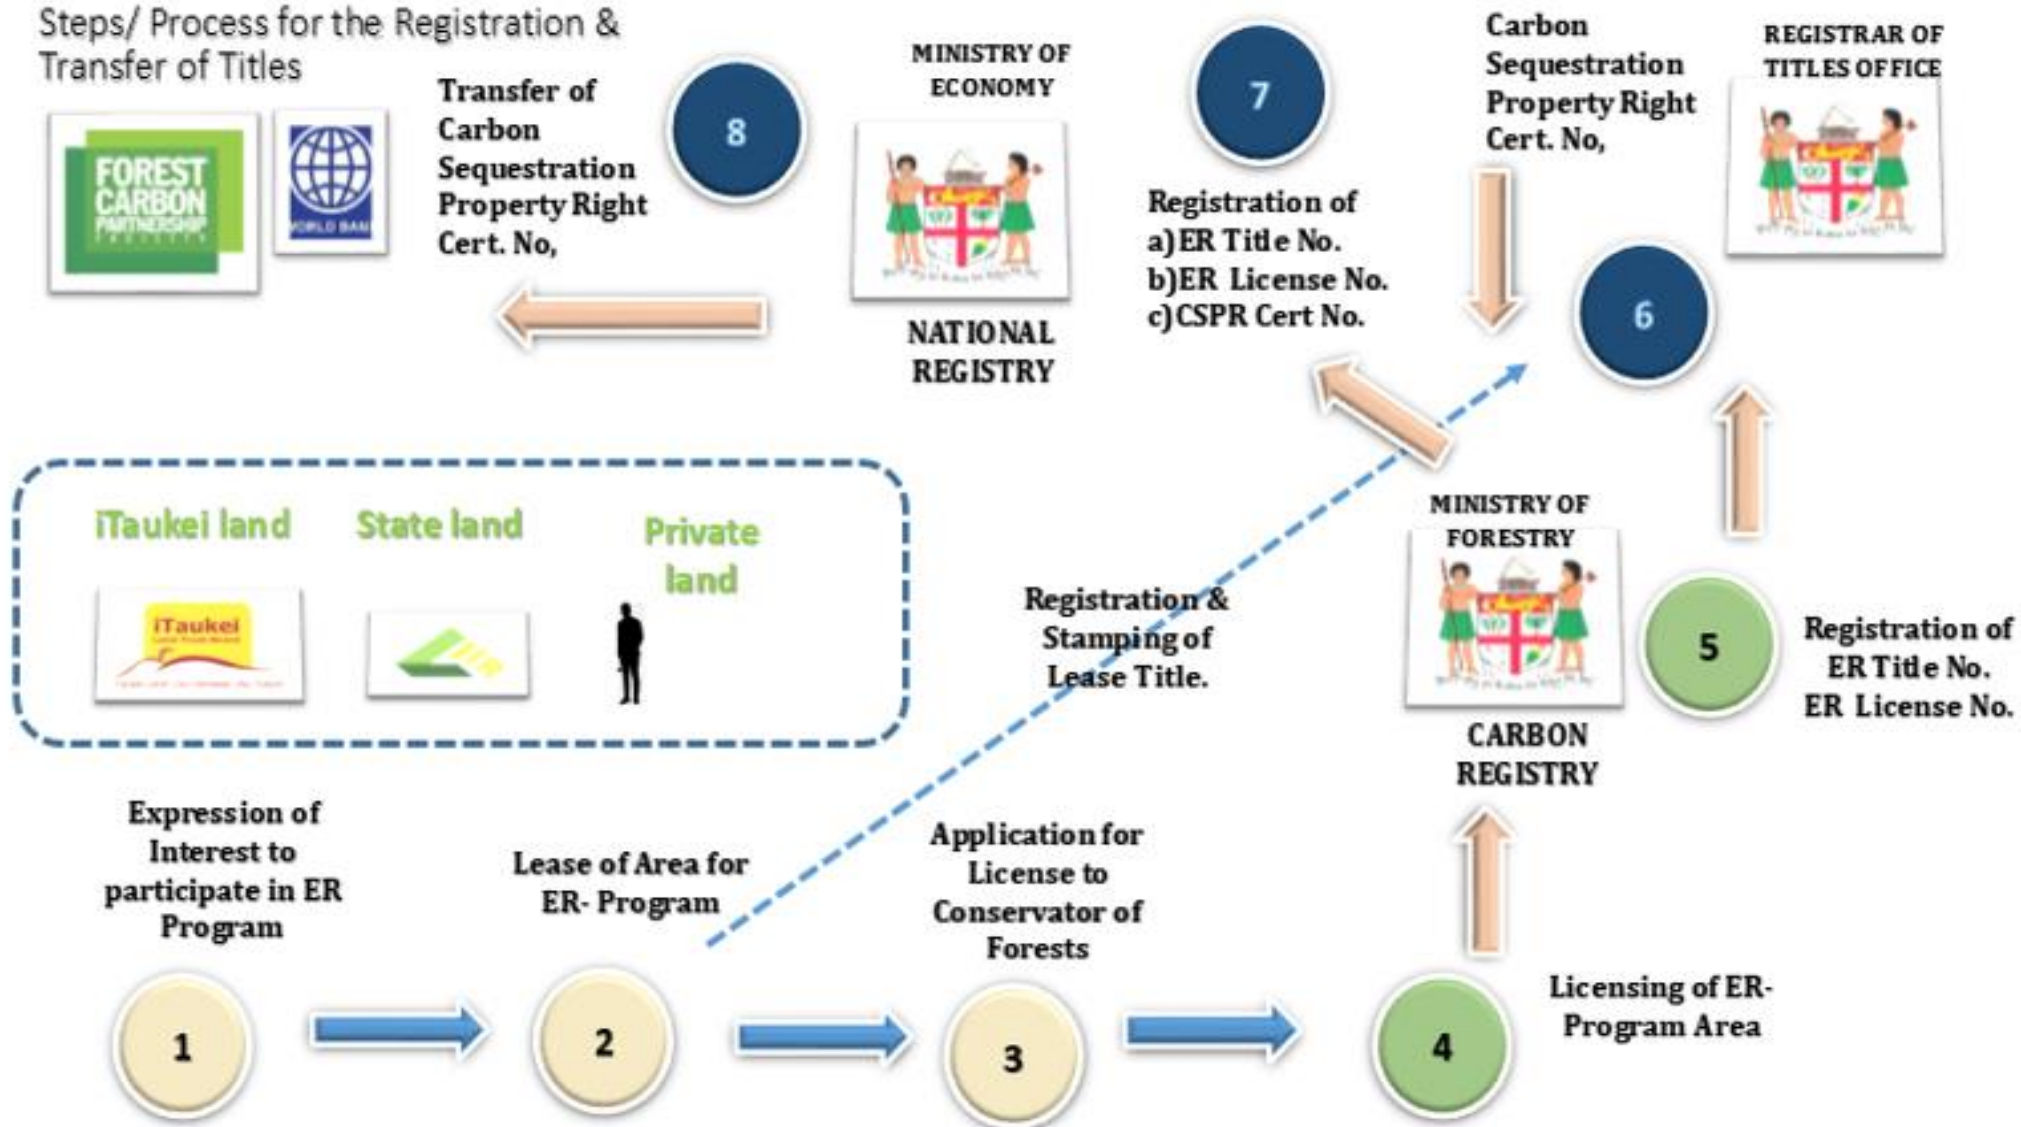 Steps/ Process for the Registration &
Transfer of Titles
FOREST
CARBON
PARTNERSHIP
Transfer of
Carbon
Sequestration
Property Right
Cert. No,
8
MINISTRY OF
ECONOMY
NATIONAL
REGISTRY
7
Registration of
a)ER Title No.
b)ER License No.
c)CSPR Cert No.
Carbon
Sequestration
Property Right
Cert. No,
REGISTRAR OF
TITLES OFFICE
6
iTaukei land
State land
Private
land
iTaukei
Registration &
Stamping of
Lease Title.
MINISTRY OF
FORESTRY
CARBON
REGISTRY
5
Registration of
ER Title No.
ER License No.
Expression of
Interest to
participate in ER
Program
Lease of Area for
ER- Program
Application for
License to
Conservator of
Forests
Licensing of ER-
Program Area
1
2
3
4